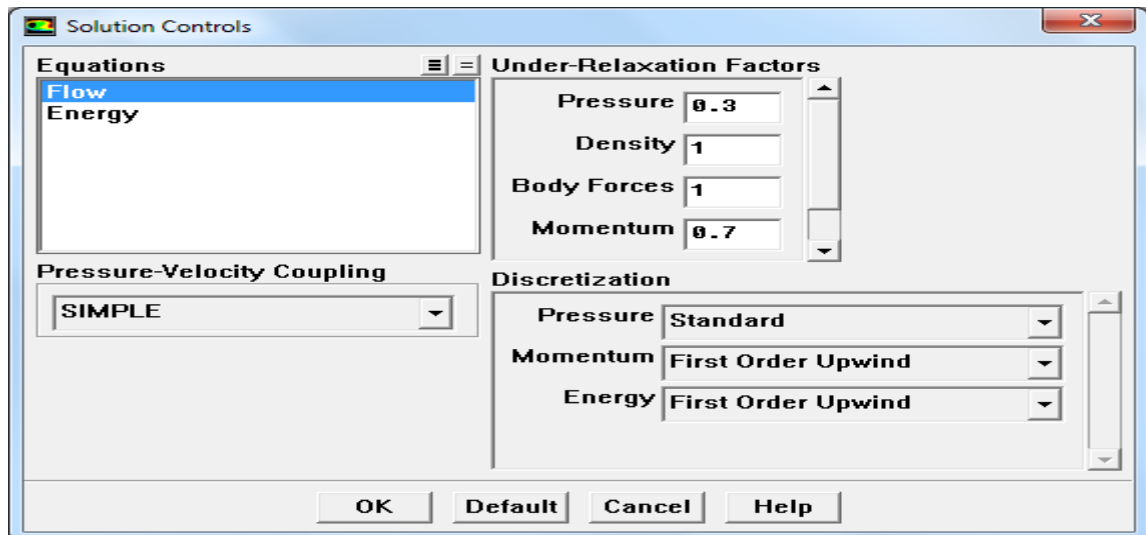 Solution Controls
Equations
Flow
Energy
Under-Relaxation Factors
Pressure 0.3
Density 1
Body Forces 1
Momentum 0.7
Pressure-Velocity Coupling
SIMPLE
Discretization
Pressure Standard
Momentum First Order Upwind
Energy First Order Upwind
OK Default Cancel Help